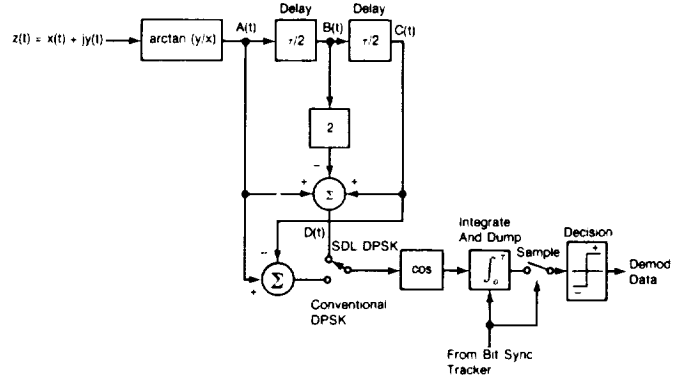 Delay
Delay
z(t) = x(t) + jy(t)
arctan (y/x)
A(t)
τ/2
B(t)
τ/2
C(t)
2
−
+
+
Σ
D(t)
SDL DPSK
−
Σ
+
Conventional
DPSK
cos
Integrate
And Dump
∫₀ᵀ
Sample
Decision
+
−
Demod
Data
From Bit Sync
Tracker